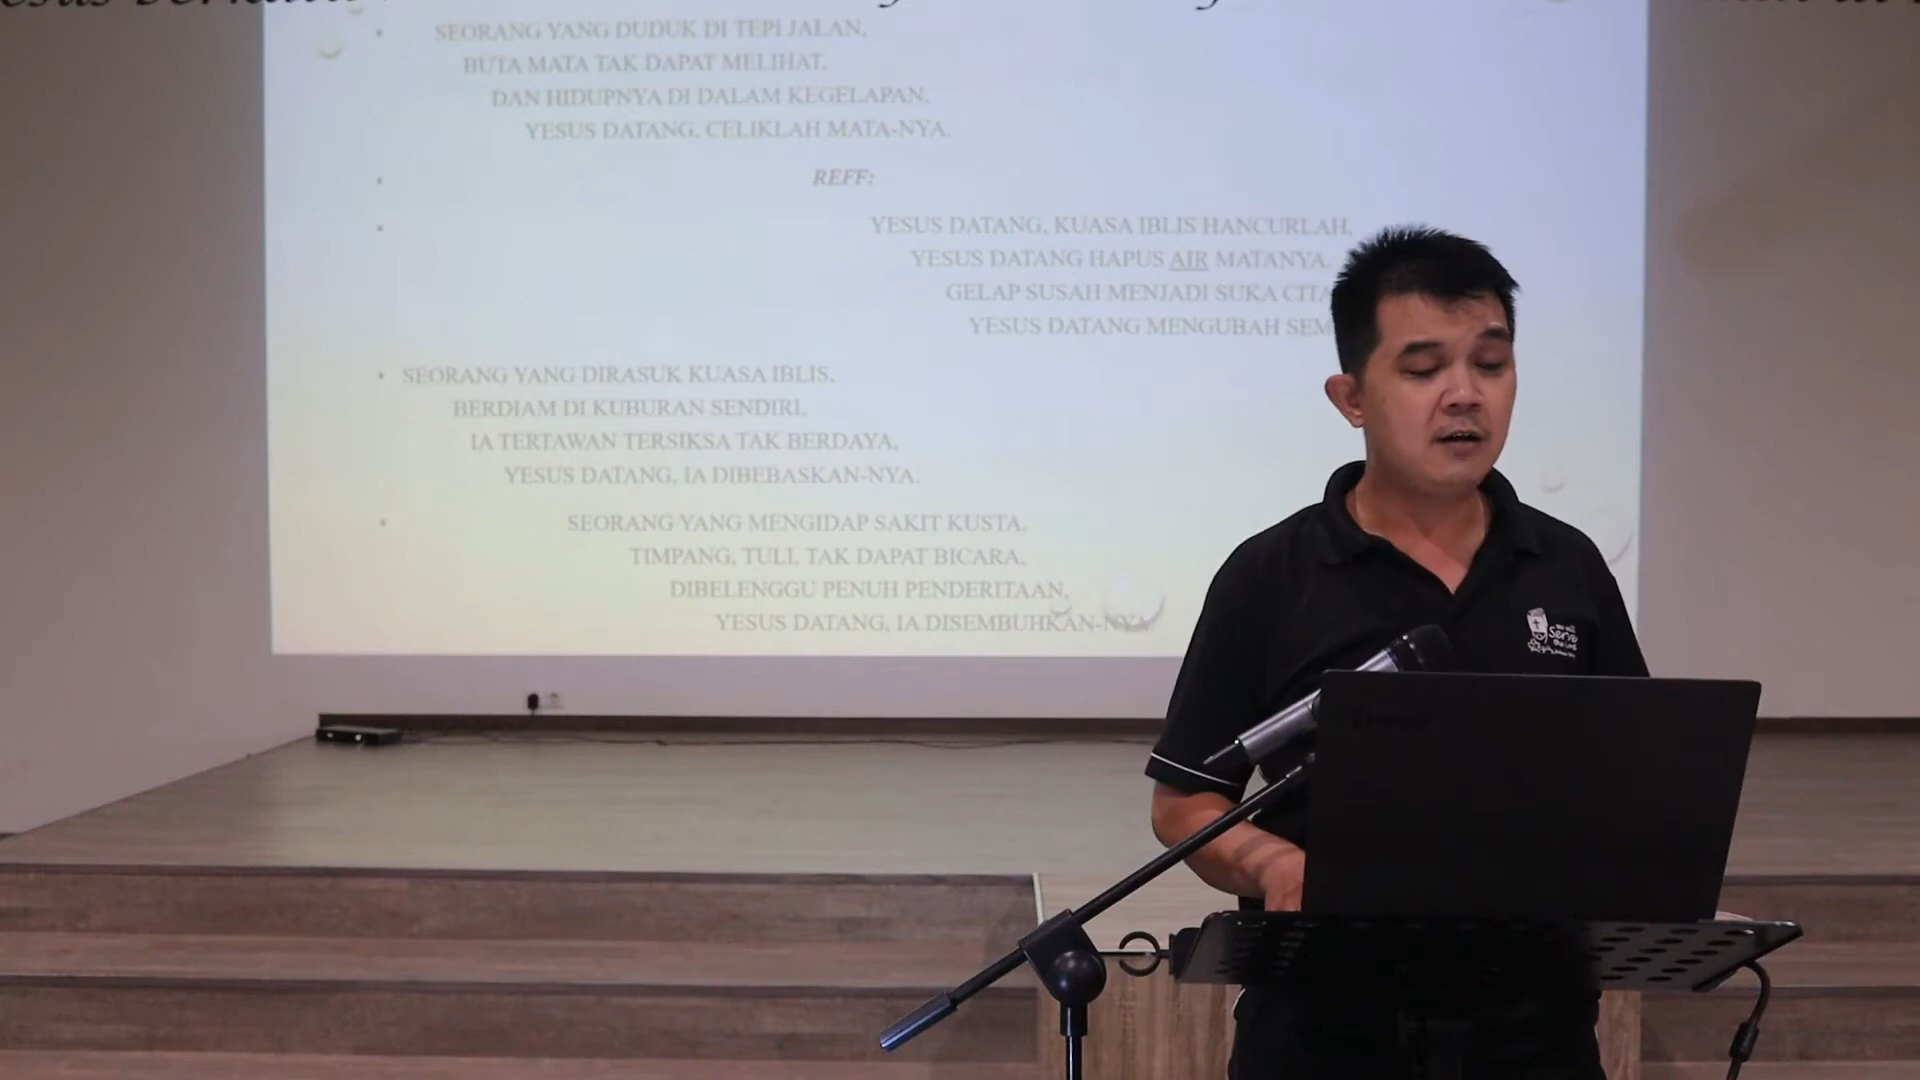 SEORANG YANG DUDUK DI TEPI JALAN,
BUTA MATA TAK DAPAT MELIHAT,
DAN HIDUPNYA DI DALAM KEGELAPAN,
YESUS DATANG, CELIKLAH MATA-NYA.
REFF:
YESUS DATANG, KUASA IBLIS HANCURLAH,
YESUS DATANG HAPUS AIR MATANYA.
GELAP SUSAH MENJADI SUKA CITA
YESUS DATANG MENGUBAH SEM
SEORANG YANG DIRASUK KUASA IBLIS,
BERDIAM DI KUBURAN SENDIRI,
IA TERTAWAN TERSIKSA TAK BERDAYA,
YESUS DATANG, IA DIBEBASKAN-NYA.
SEORANG YANG MENGIDAP SAKIT KUSTA,
TIMPANG, TULI, TAK DAPAT BICARA,
DIBELENGGU PENUH PENDERITAAN,
YESUS DATANG, IA DISEMBUHKAN-NYA.
Serve
the Lord